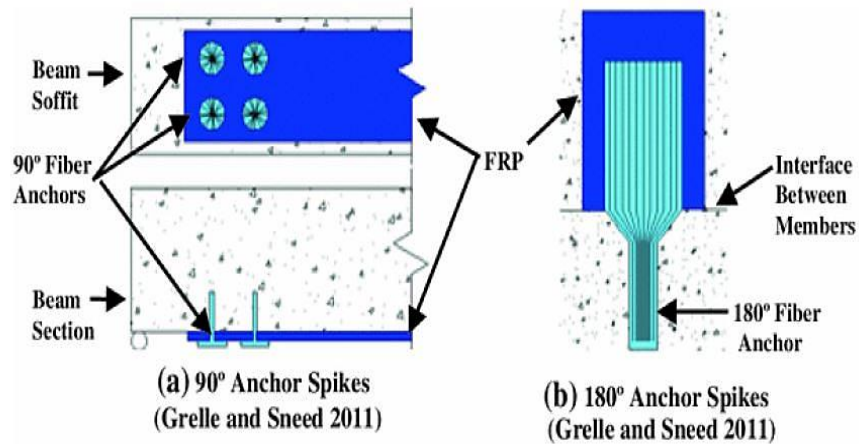 Beam
Soffit
90º Fiber
Anchors
Beam
Section
FRP
Interface
Between
Members
180º Fiber
Anchor
(a) 90º Anchor Spikes
(Grelle and Sneed 2011)
(b) 180º Anchor Spikes
(Grelle and Sneed 2011)